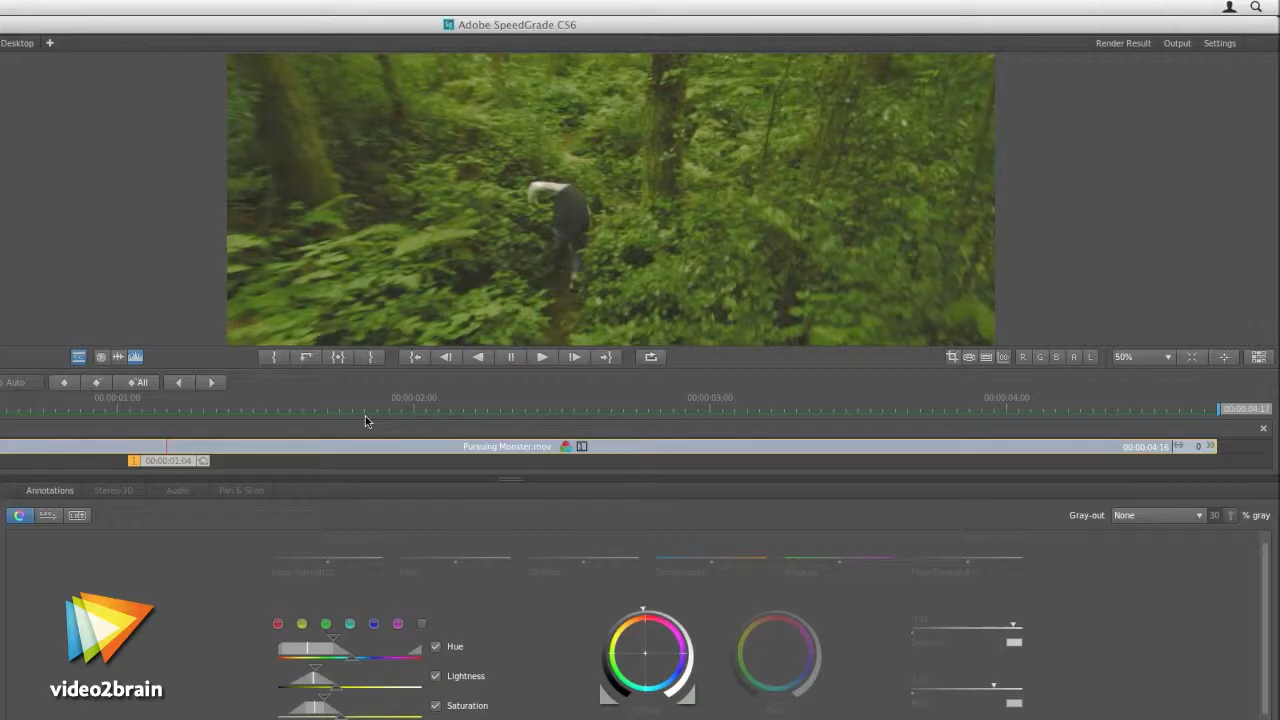 Adobe SpeedGrade CS6
Desktop + Render Result Output Settings
R G B A L 50%
Auto All
00:00:01:00 00:00:02:00 00:00:03:00 00:00:04:00 00:00:04:17
Pursuing Monster.mov 00:00:04:16 0
1 00:00:01:04
Annotations Stereo 3D Audio Pan & Scan
Gray-out None 30 % gray
Hue
Lightness
Saturation
video2brain